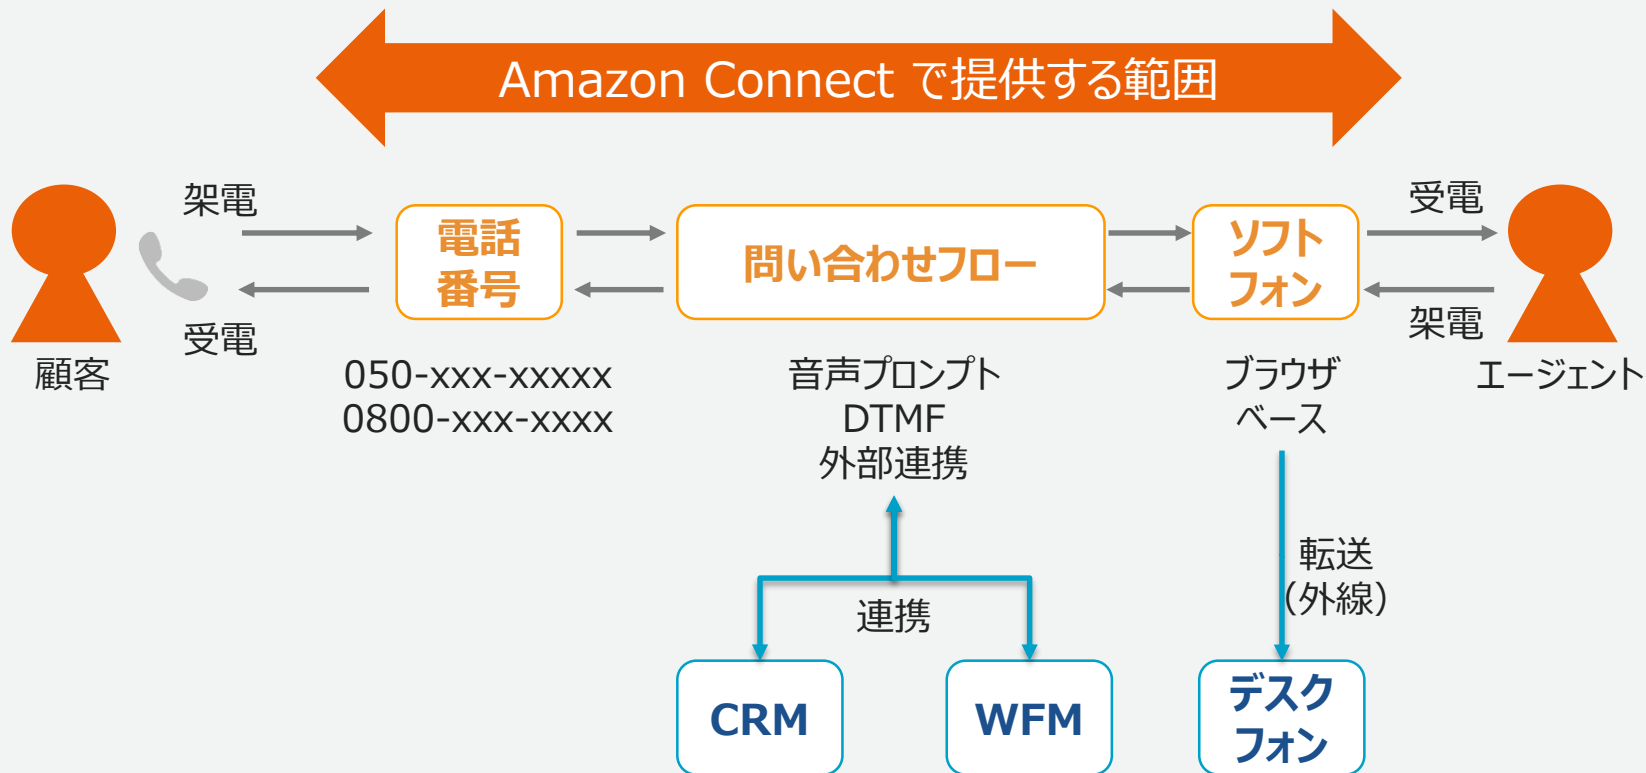 Amazon Connect で提供する範囲
架電
受電
顧客
電話
番号
050-xxx-xxxxx
0800-xxx-xxxx
問い合わせフロー
音声プロンプト
DTMF
外部連携
ソフト
フォン
ブラウザ
ベース
受電
架電
エージェント
連携
転送
(外線)
CRM
WFM
デスク
フォン